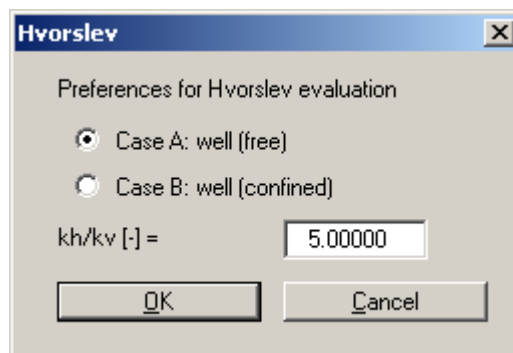 Hvorslev
Preferences for Hvorslev evaluation
Case A: well (free)
Case B: well (confined)
kh/kv [-] = 5.00000
OK Cancel